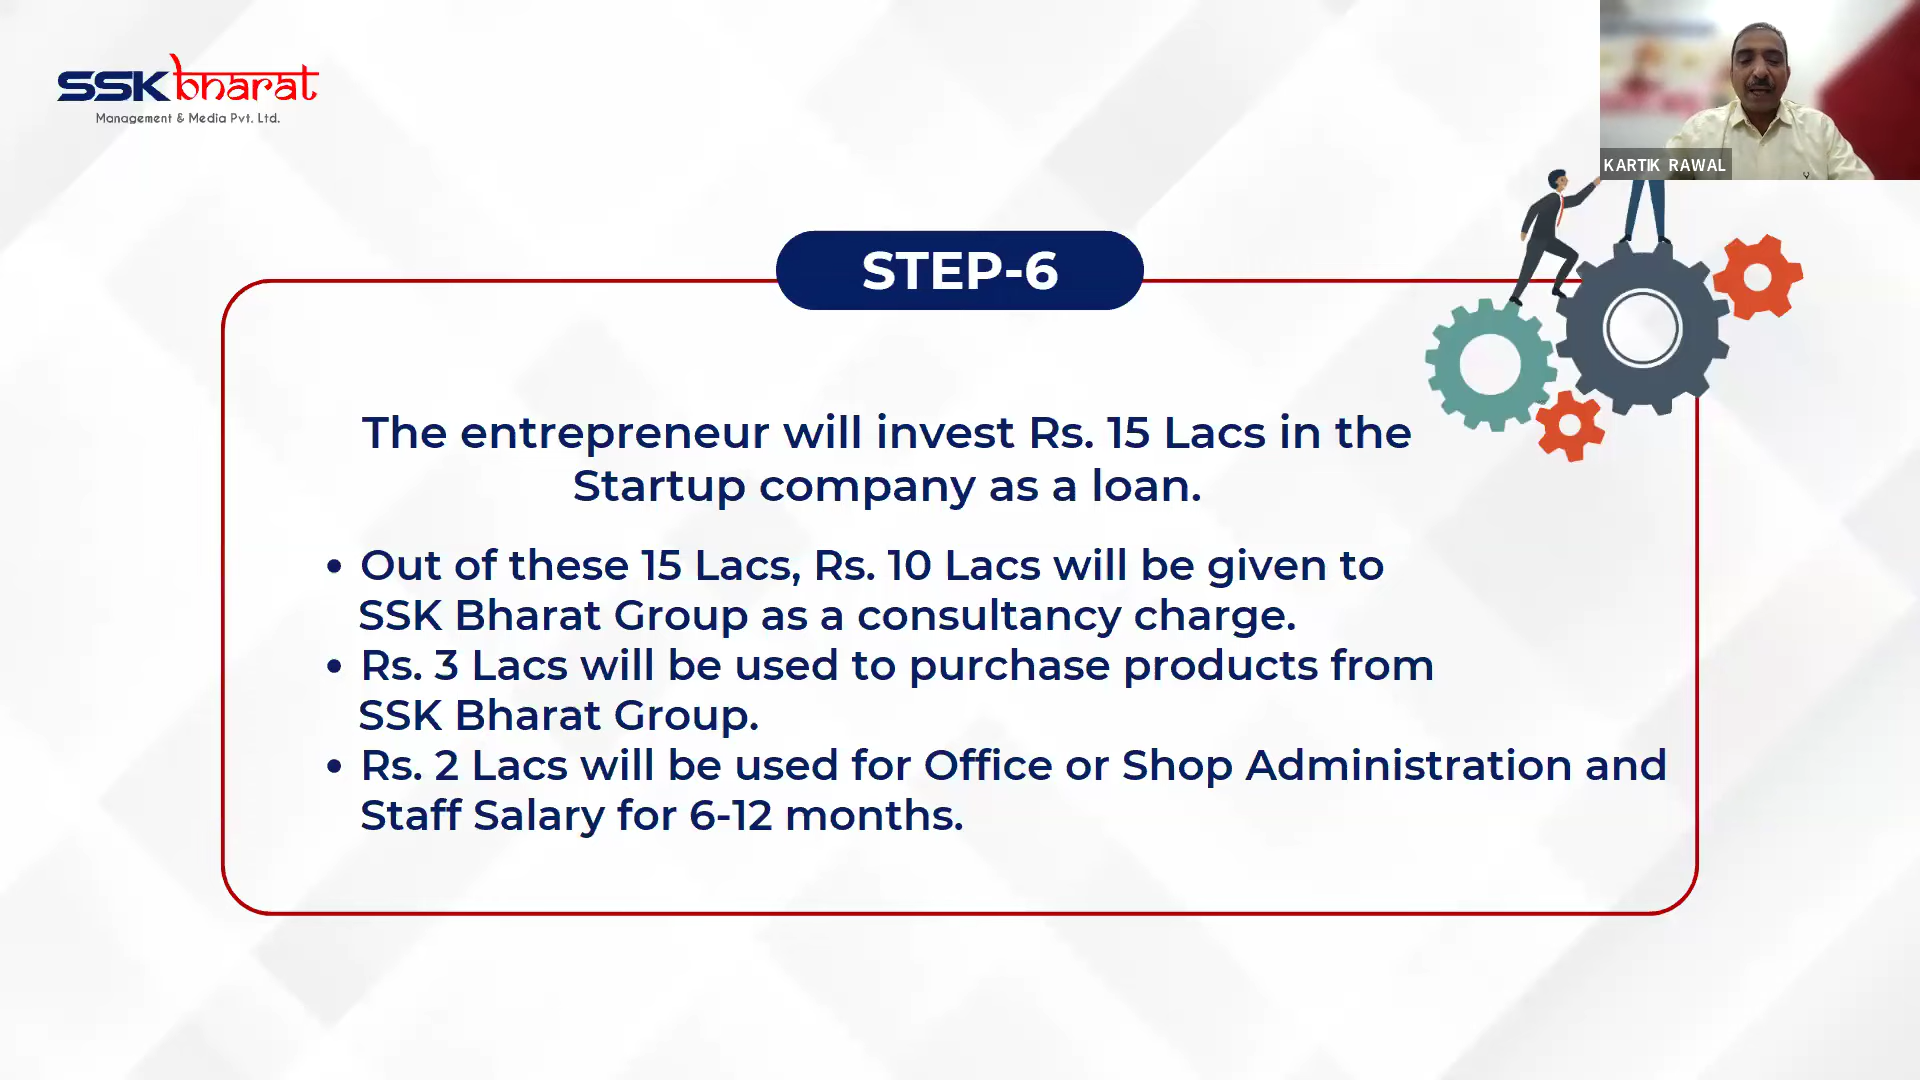 SSKbharat
Management & Media Pvt. Ltd.
KARTIK RAWAL
STEP-6
The entrepreneur will invest Rs. 15 Lacs in the
Startup company as a loan.
• Out of these 15 Lacs, Rs. 10 Lacs will be given to
SSK Bharat Group as a consultancy charge.
• Rs. 3 Lacs will be used to purchase products from
SSK Bharat Group.
• Rs. 2 Lacs will be used for Office or Shop Administration and
Staff Salary for 6-12 months.